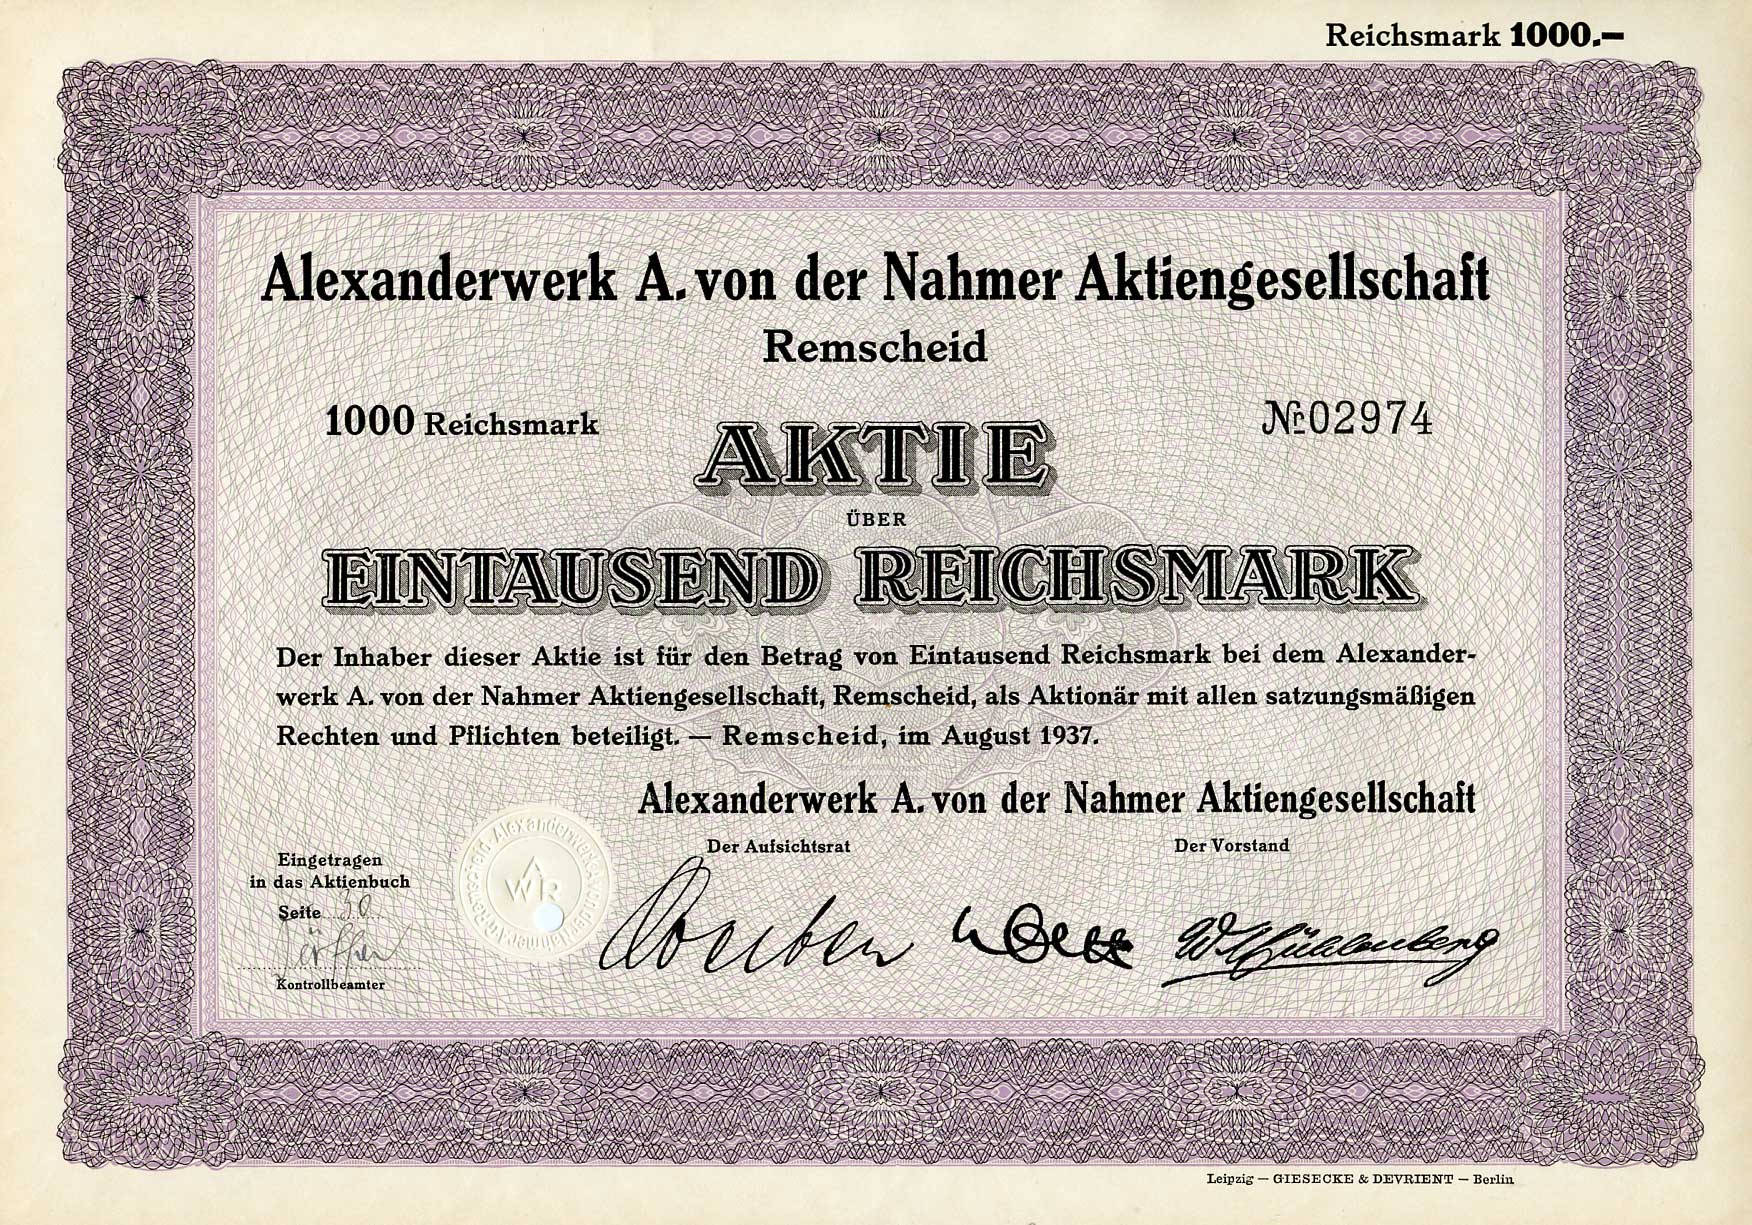 Reichsmark 1000.—
Alexanderwerk A. von der Nahmer Aktiengesellschaft
Remscheid
1000 Reichsmark
№ 02974
AKTIE
ÜBER
EINTAUSEND REICHSMARK
Der Inhaber dieser Aktie ist für den Betrag von Eintausend Reichsmark bei dem Alexander-
werk A. von der Nahmer Aktiengesellschaft, Remscheid, als Aktionär mit allen satzungsmäßigen
Rechten und Pflichten beteiligt. — Remscheid, im August 1937.
Alexanderwerk A. von der Nahmer Aktiengesellschaft
Der Aufsichtsrat
Der Vorstand
Eingetragen
in das Aktienbuch
Seite 30
Kontrollbeamter
Leipzig — GIESECKE & DEVRIENT — Berlin